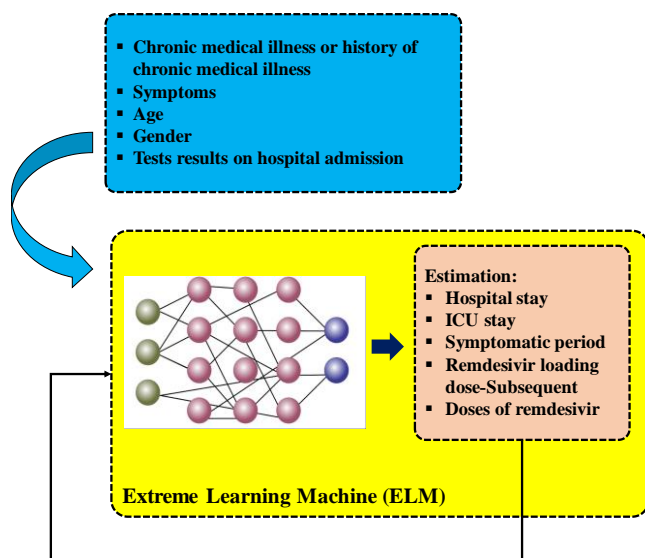 ▪ Chronic medical illness or history of
chronic medical illness
▪ Symptoms
▪ Age
▪ Gender
▪ Tests results on hospital admission
Estimation:
▪ Hospital stay
▪ ICU stay
▪ Symptomatic period
▪ Remdesivir loading
dose-Subsequent
▪ Doses of remdesivir
Extreme Learning Machine (ELM)